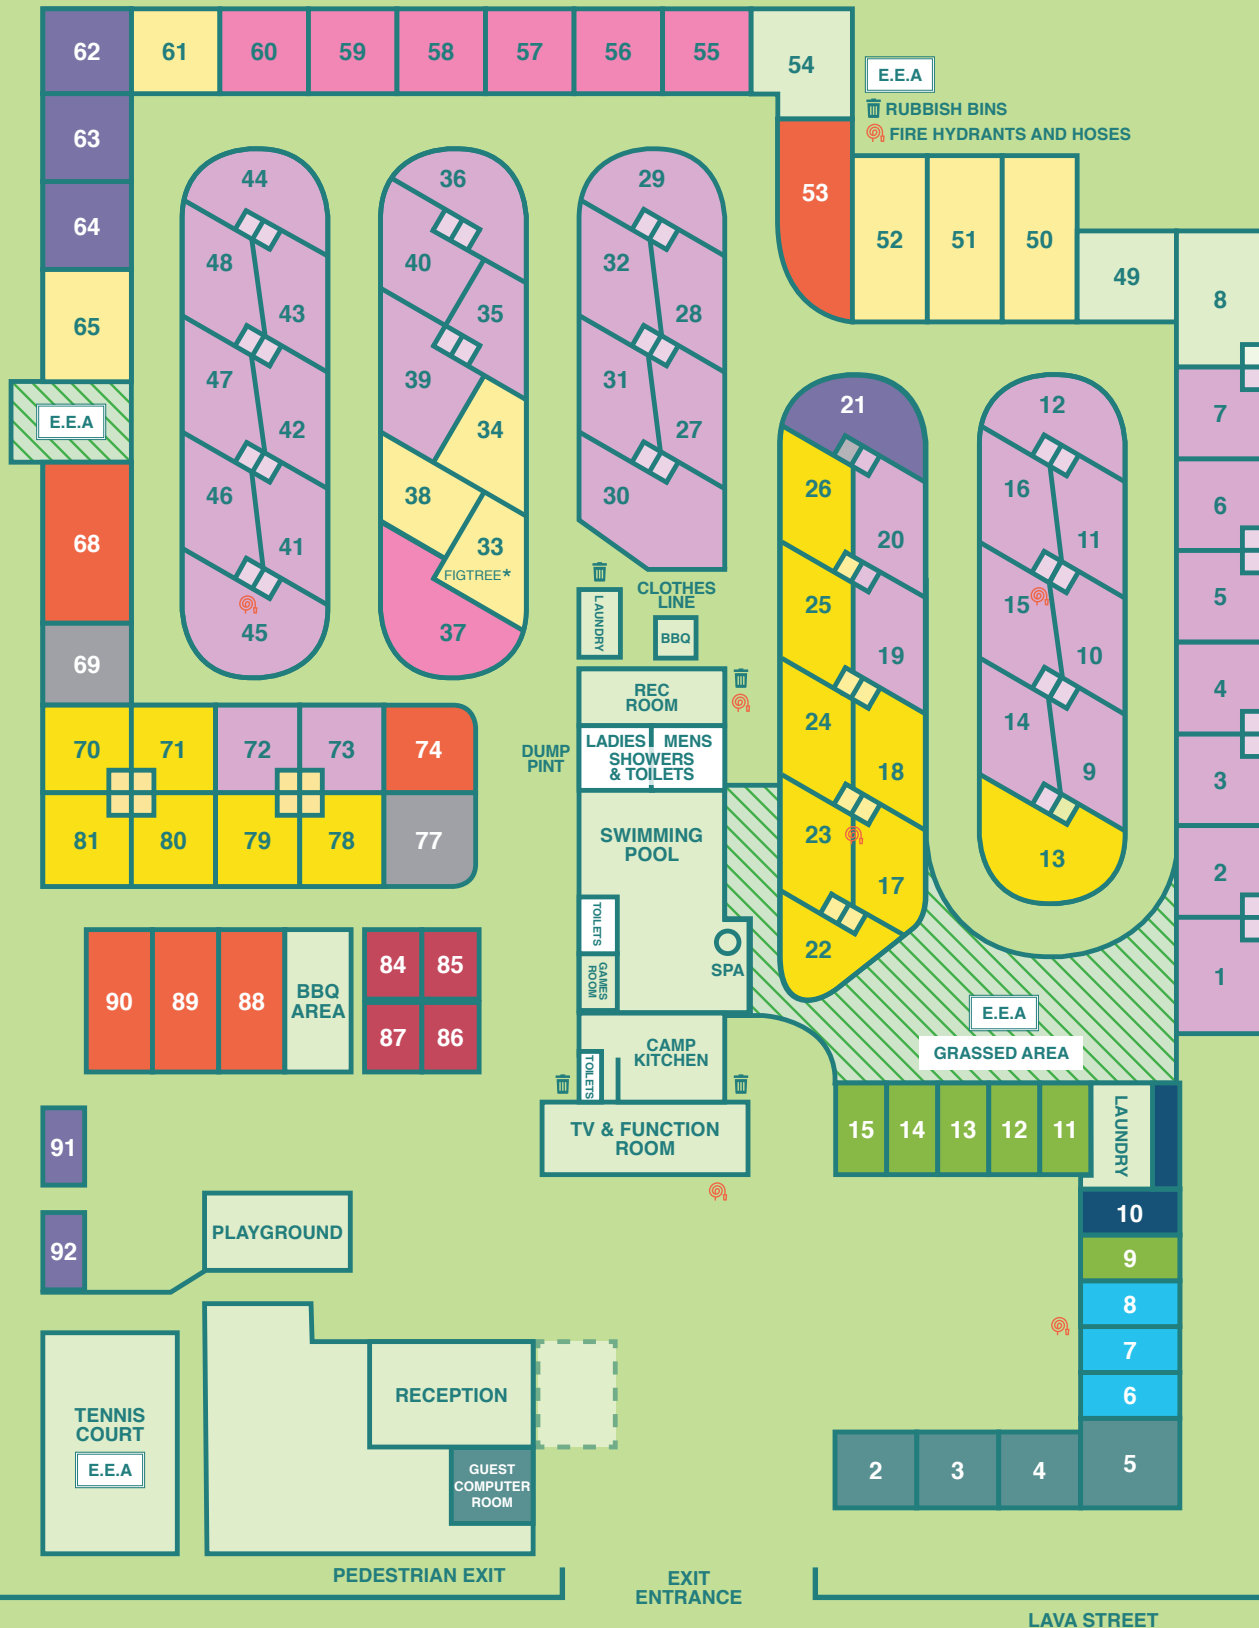 62
61
60
59
58
57
56
55
54
E.E.A
RUBBISH BINS
FIRE HYDRANTS AND HOSES
63
64
65
E.E.A
68
69
44
48
43
47
42
46
41
45
36
40
35
39
34
38
33
FIGTREE*
37
29
32
28
31
27
30
53
52
51
50
49
8
7
6
5
4
3
2
1
21
26
20
25
19
24
18
23
17
22
12
16
11
15
10
14
9
13
LAUNDRY
CLOTHES
LINE
BBQ
REC
ROOM
DUMP
PINT
LADIES
MENS
SHOWERS
& TOILETS
SWIMMING
POOL
TOILETS
GAMES
ROOM
SPA
CAMP
KITCHEN
TOILETS
TV & FUNCTION
ROOM
70
71
72
73
74
81
80
79
78
77
90
89
88
BBQ
AREA
84
85
87
86
E.E.A
GRASSED AREA
15
14
13
12
11
LAUNDRY
10
9
8
7
6
5
2
3
4
91
92
PLAYGROUND
TENNIS
COURT
E.E.A
RECEPTION
GUEST
COMPUTER
ROOM
PEDESTRIAN EXIT
EXIT
ENTRANCE
LAVA STREET